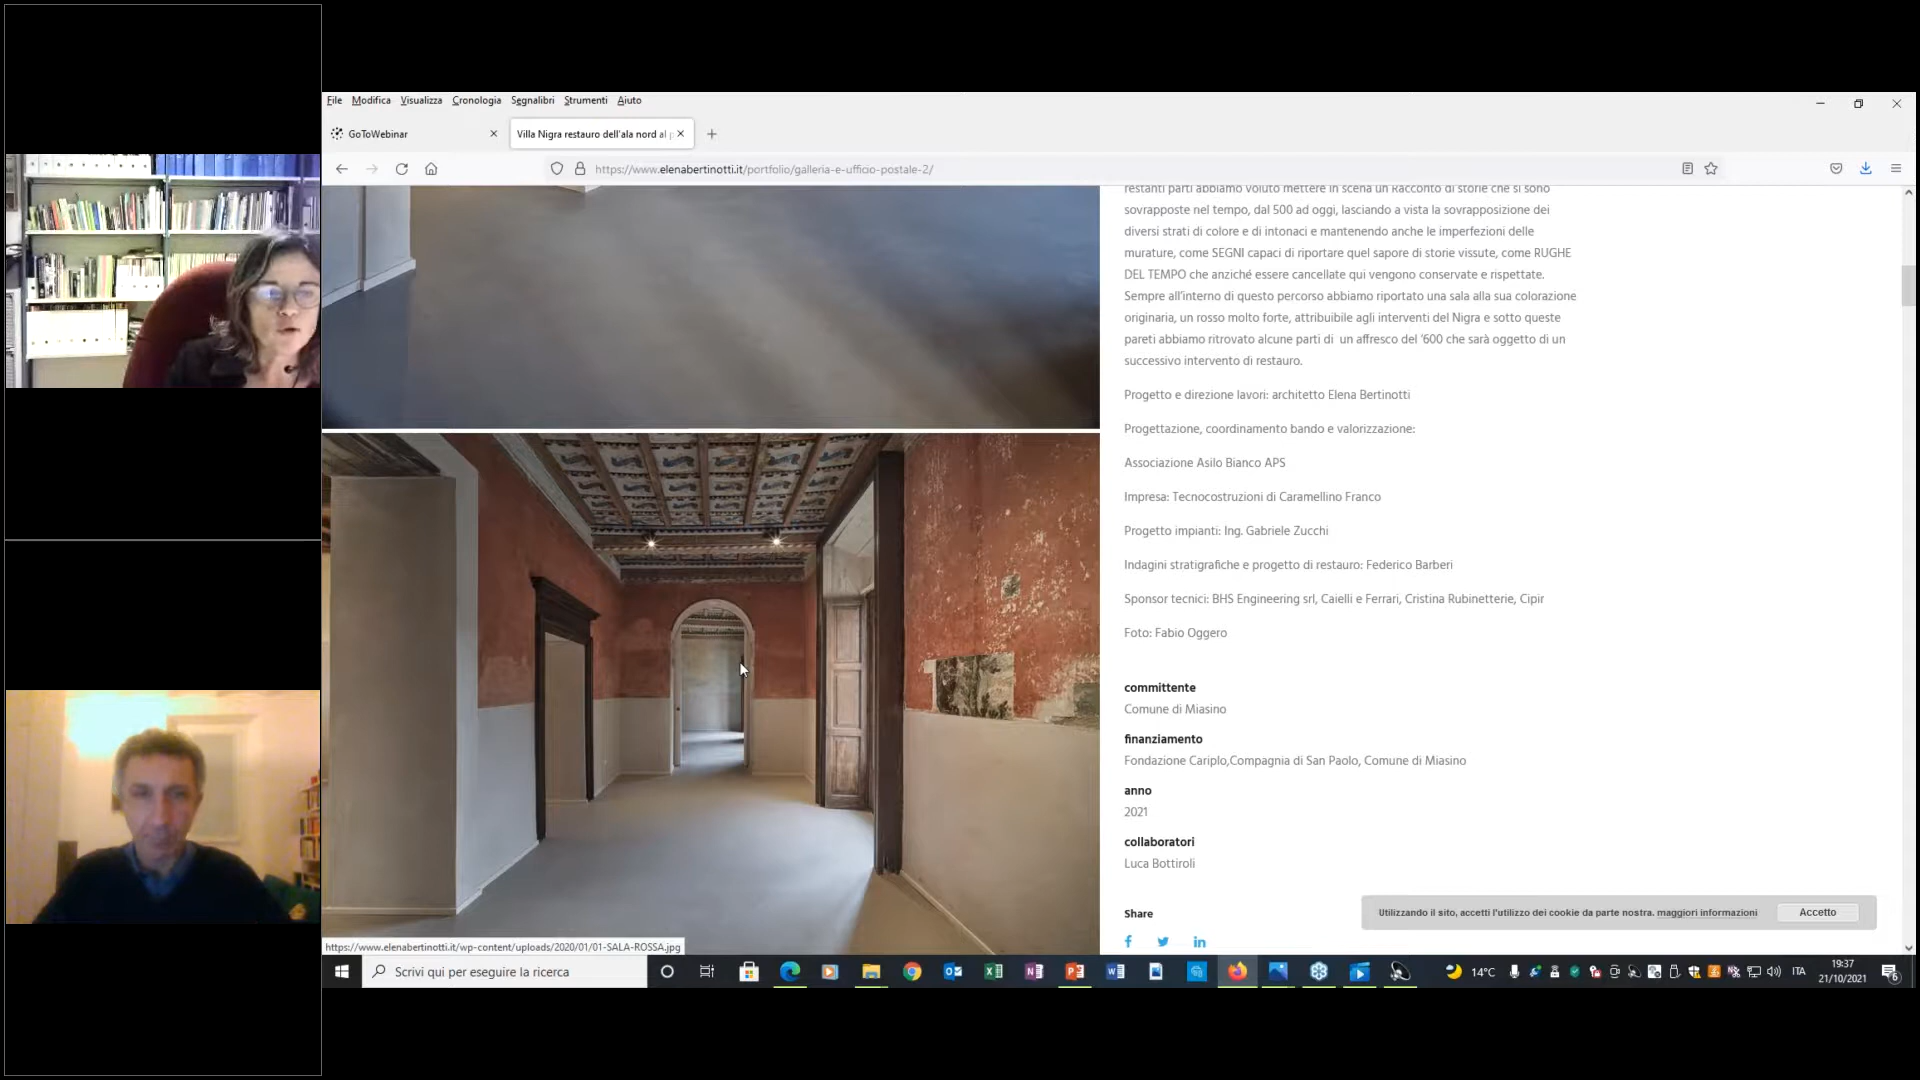 File Modifica Visualizza Cronologia Segnalibri Strumenti Aiuto
GoToWebinar
Villa Nigra restauro dell'ala nord al
https://www.elenabertinotti.it/portfolio/galleria-e-ufficio-postale-2/
restanti parti abbiamo voluto mettere in scena un Racconto di storie che si sono
sovrapposte nel tempo, dal 500 ad oggi, lasciando a vista la sovrapposizione dei
diversi strati di colore e di intonaci e mantenendo anche le imperfezioni delle
murature, come SEGNI capaci di riportare quel sapore di storie vissute, come RUGHE
DEL TEMPO che anziché essere cancellate qui vengono conservate e rispettate.
Sempre all'interno di questo percorso abbiamo riportato una sala alla sua colorazione
originaria, un rosso molto forte, attribuibile agli interventi del Nigra e sotto queste
pareti abbiamo ritrovato alcune parti di un affresco del '600 che sarà oggetto di un
successivo intervento di restauro.
Progetto e direzione lavori: architetto Elena Bertinotti
Progettazione, coordinamento bando e valorizzazione:
Associazione Asilo Bianco APS
Impresa: Tecnocostruzioni di Caramellino Franco
Progetto impianti: Ing. Gabriele Zucchi
Indagini stratigrafiche e progetto di restauro: Federico Barberi
Sponsor tecnici: BHS Engineering srl, Caielli e Ferrari, Cristina Rubinetterie, Cipir
Foto: Fabio Oggero
committente
Comune di Miasino
finanziamento
Fondazione Cariplo,Compagnia di San Paolo, Comune di Miasino
anno
2021
collaboratori
Luca Bottiroli
Share
Utilizzando il sito, accetti l'utilizzo dei cookie da parte nostra. maggiori informazioni
Accetto
https://www.elenabertinotti.it/wp-content/uploads/2020/01/01-SALA-ROSSA.jpg
Scrivi qui per eseguire la ricerca
14°C
ITA
19:37
21/10/2021
6